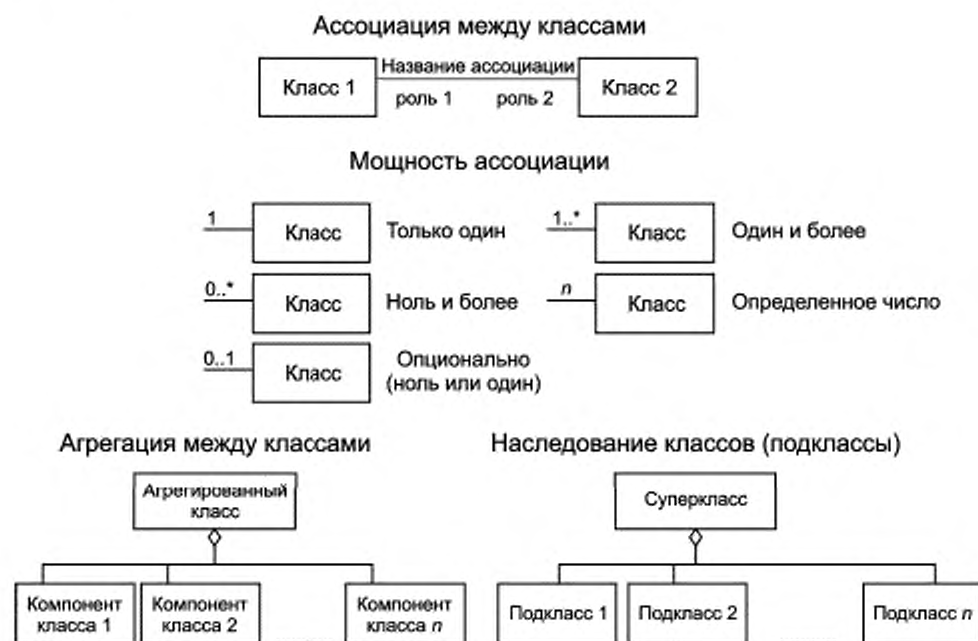 Ассоциация между классами
Название ассоциации
Класс 1
роль 1
роль 2
Класс 2
Мощность ассоциации
1
Класс
Только один
1..*
Класс
Один и более
0..*
Класс
Ноль и более
n
Класс
Определенное число
0..1
Класс
Опционально
(ноль или один)
Агрегация между классами
Наследование классов (подклассы)
Агрегированный
класс
Суперкласс
Компонент
класса 1
Компонент
класса 2
Компонент
класса n
Подкласс 1
Подкласс 2
Подкласс n